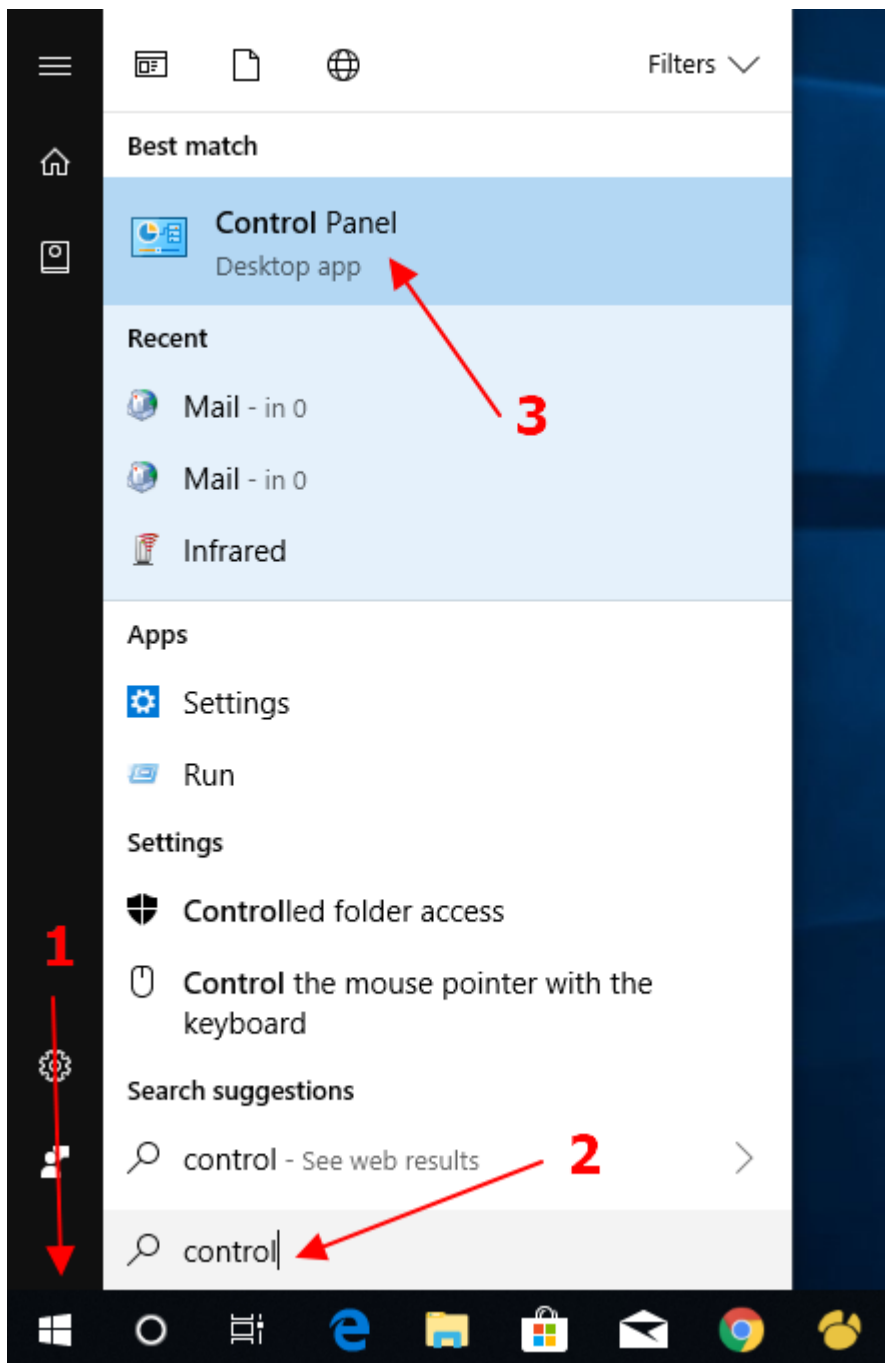 Filters
Best match
Control Panel
Desktop app
Recent
Mail - in 0
3
Mail - in 0
Infrared
Apps
Settings
Run
Settings
Controlled folder access
1
Control the mouse pointer with the
keyboard
Search suggestions
control - See web results
2
control